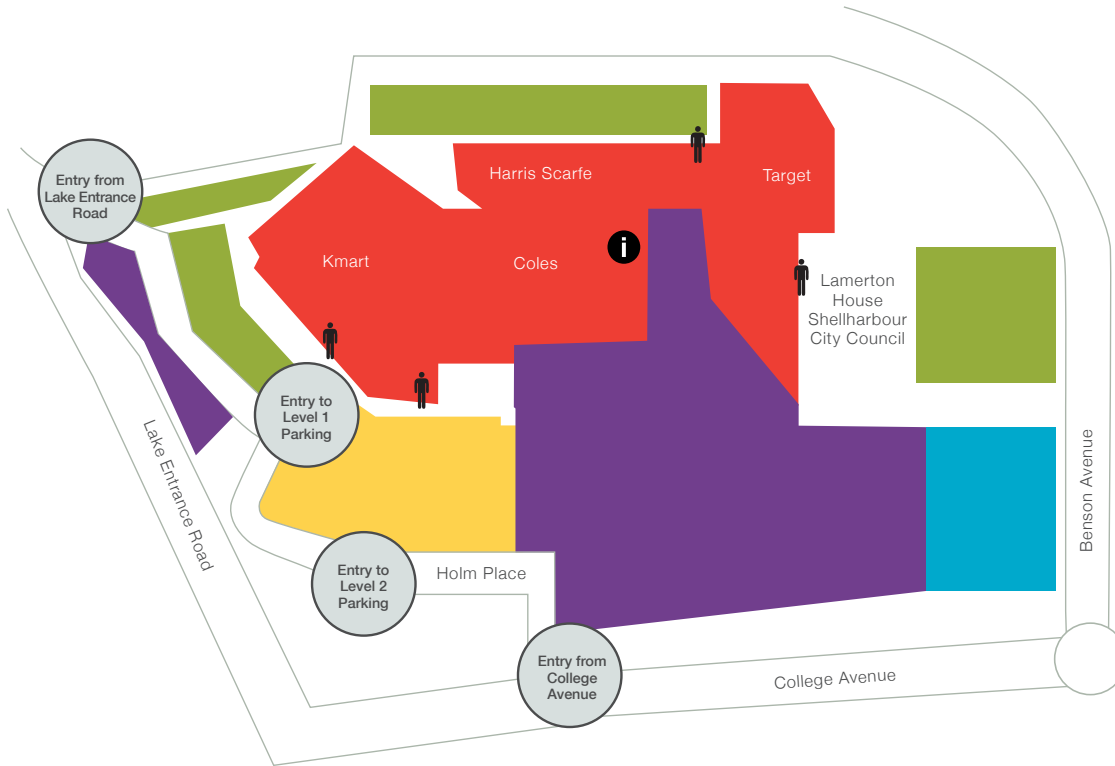 Harris Scarfe
Target
Entry from
Lake Entrance
Road
Kmart
Coles
i
Lamerton
House
Shellharbour
City Council
Entry to
Level 1
Parking
Lake Entrance Road
Benson Avenue
Entry to
Level 2
Parking
Holm Place
Entry from
College
Avenue
College Avenue